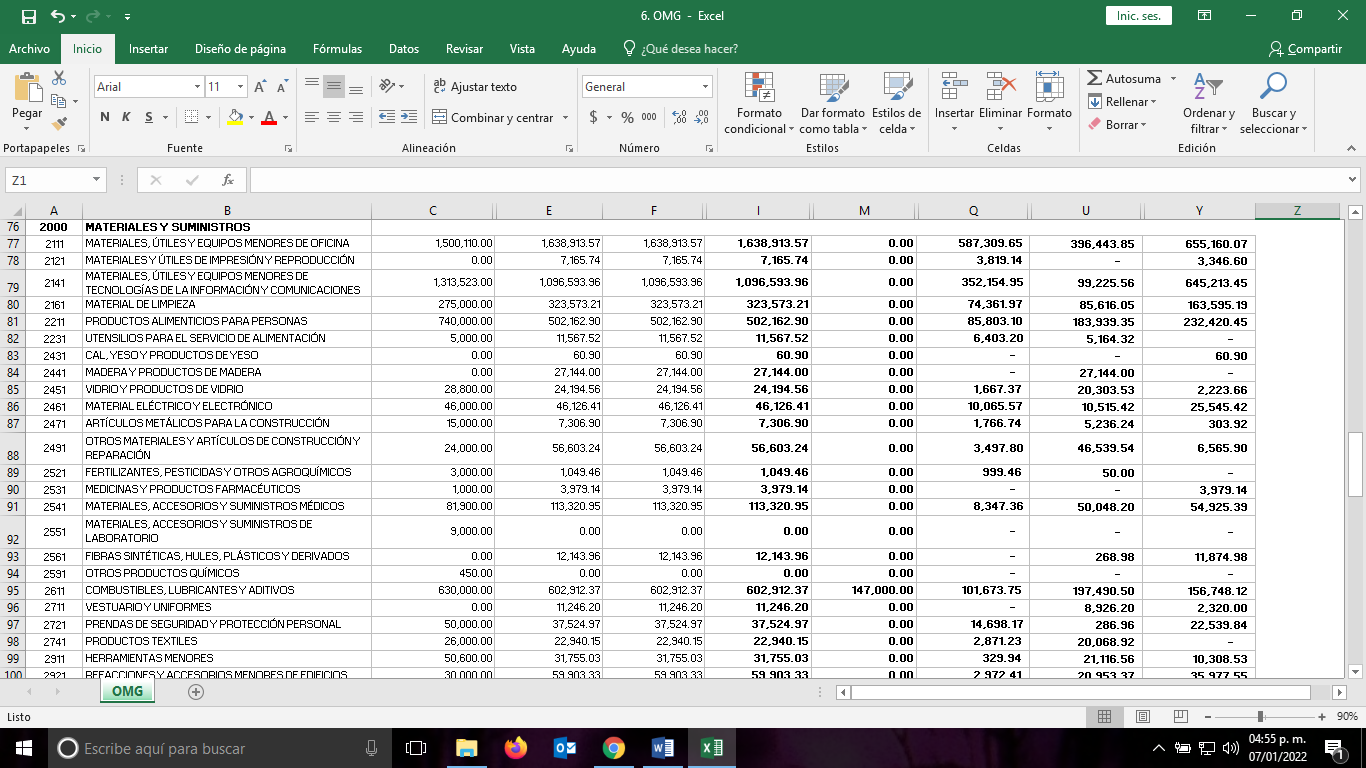 6. OMG - Excel
Inic. ses.
Archivo Inicio Insertar Diseño de página Fórmulas Datos Revisar Vista Ayuda ¿Qué desea hacer? Compartir
Pegar
Arial 11
N K S
Ajustar texto
Combinar y centrar
General
$ % 000
Formato condicional
Dar formato como tabla
Estilos de celda
Insertar Eliminar Formato
Autosuma
Rellenar
Borrar
Ordenar y filtrar
Buscar y seleccionar
Portapapeles Fuente Alineación Número Estilos Celdas Edición
Z1 fx
A B C E F I M Q U Y Z
76 2000 MATERIALES Y SUMINISTROS
77 2111 MATERIALES, ÚTILES Y EQUIPOS MENORES DE OFICINA 1,500,110.00 1,638,913.57 1,638,913.57 1,638,913.57 0.00 587,309.65 396,443.85 655,160.07
78 2121 MATERIALES Y ÚTILES DE IMPRESIÓN Y REPRODUCCIÓN 0.00 7,165.74 7,165.74 7,165.74 0.00 3,819.14 - 3,346.60
79 2141 MATERIALES, ÚTILES Y EQUIPOS MENORES DE
TECNOLOGÍAS DE LA INFORMACIÓN Y COMUNICACIONES 1,313,523.00 1,096,593.96 1,096,593.96 1,096,593.96 0.00 352,154.95 99,225.56 645,213.45
80 2161 MATERIAL DE LIMPIEZA 275,000.00 323,573.21 323,573.21 323,573.21 0.00 74,361.97 85,616.05 163,595.19
81 2211 PRODUCTOS ALIMENTICIOS PARA PERSONAS 740,000.00 502,162.90 502,162.90 502,162.90 0.00 85,803.10 183,939.35 232,420.45
82 2231 UTENSILIOS PARA EL SERVICIO DE ALIMENTACIÓN 5,000.00 11,567.52 11,567.52 11,567.52 0.00 6,403.20 5,164.32 -
83 2431 CAL, YESO Y PRODUCTOS DE YESO 0.00 60.90 60.90 60.90 0.00 - - 60.90
84 2441 MADERA Y PRODUCTOS DE MADERA 0.00 27,144.00 27,144.00 27,144.00 0.00 - 27,144.00 -
85 2451 VIDRIO Y PRODUCTOS DE VIDRIO 28,800.00 24,194.56 24,194.56 24,194.56 0.00 1,667.37 20,303.53 2,223.66
86 2461 MATERIAL ELÉCTRICO Y ELECTRÓNICO 46,000.00 46,126.41 46,126.41 46,126.41 0.00 10,065.57 10,515.42 25,545.42
87 2471 ARTÍCULOS METÁLICOS PARA LA CONSTRUCCIÓN 15,000.00 7,306.90 7,306.90 7,306.90 0.00 1,766.74 5,236.24 303.92
88 2491 OTROS MATERIALES Y ARTÍCULOS DE CONSTRUCCIÓN Y
REPARACIÓN 24,000.00 56,603.24 56,603.24 56,603.24 0.00 3,497.80 46,539.54 6,565.90
89 2521 FERTILIZANTES, PESTICIDAS Y OTROS AGROQUÍMICOS 3,000.00 1,049.46 1,049.46 1,049.46 0.00 999.46 50.00 -
90 2531 MEDICINAS Y PRODUCTOS FARMACÉUTICOS 1,000.00 3,979.14 3,979.14 3,979.14 0.00 - - 3,979.14
91 2541 MATERIALES, ACCESORIOS Y SUMINISTROS MÉDICOS 81,900.00 113,320.95 113,320.95 113,320.95 0.00 8,347.36 50,048.20 54,925.39
92 2551 MATERIALES, ACCESORIOS Y SUMINISTROS DE
LABORATORIO 9,000.00 0.00 0.00 0.00 0.00 - - -
93 2561 FIBRAS SINTÉTICAS, HULES, PLÁSTICOS Y DERIVADOS 0.00 12,143.96 12,143.96 12,143.96 0.00 - 268.98 11,874.98
94 2591 OTROS PRODUCTOS QUÍMICOS 450.00 0.00 0.00 0.00 0.00 - - -
95 2611 COMBUSTIBLES, LUBRICANTES Y ADITIVOS 630,000.00 602,912.37 602,912.37 602,912.37 147,000.00 101,673.75 197,490.50 156,748.12
96 2711 VESTUARIO Y UNIFORMES 0.00 11,246.20 11,246.20 11,246.20 0.00 - 8,926.20 2,320.00
97 2721 PRENDAS DE SEGURIDAD Y PROTECCIÓN PERSONAL 50,000.00 37,524.97 37,524.97 37,524.97 0.00 14,698.17 286.96 22,539.84
98 2741 PRODUCTOS TEXTILES 26,000.00 22,940.15 22,940.15 22,940.15 0.00 2,871.23 20,068.92 -
99 2911 HERRAMIENTAS MENORES 50,600.00 31,755.03 31,755.03 31,755.03 0.00 329.94 21,116.56 10,308.53
100 2921 REFACCIONES Y ACCESORIOS MENORES DE EDIFICIOS 30,000.00 59,903.33 59,903.33 59,903.33 0.00 2,972.41 20,953.37 35,977.55
OMG
Listo 90%
Escribe aquí para buscar
04:55 p. m.
07/01/2022
1